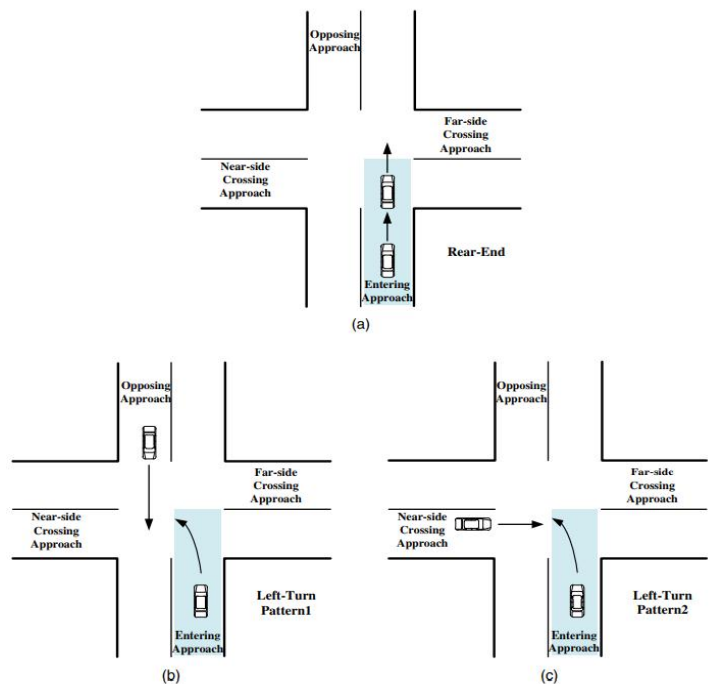 Opposing
Approach
Far-side
Crossing
Approach
Near-side
Crossing
Approach
Rear-End
Entering
Approach
(a)
Opposing
Approach
Far-side
Crossing
Approach
Near-side
Crossing
Approach
Left-Turn
Pattern1
Entering
Approach
(b)
Opposing
Approach
Far-side
Crossing
Approach
Near-side
Crossing
Approach
Left-Turn
Pattern2
Entering
Approach
(c)